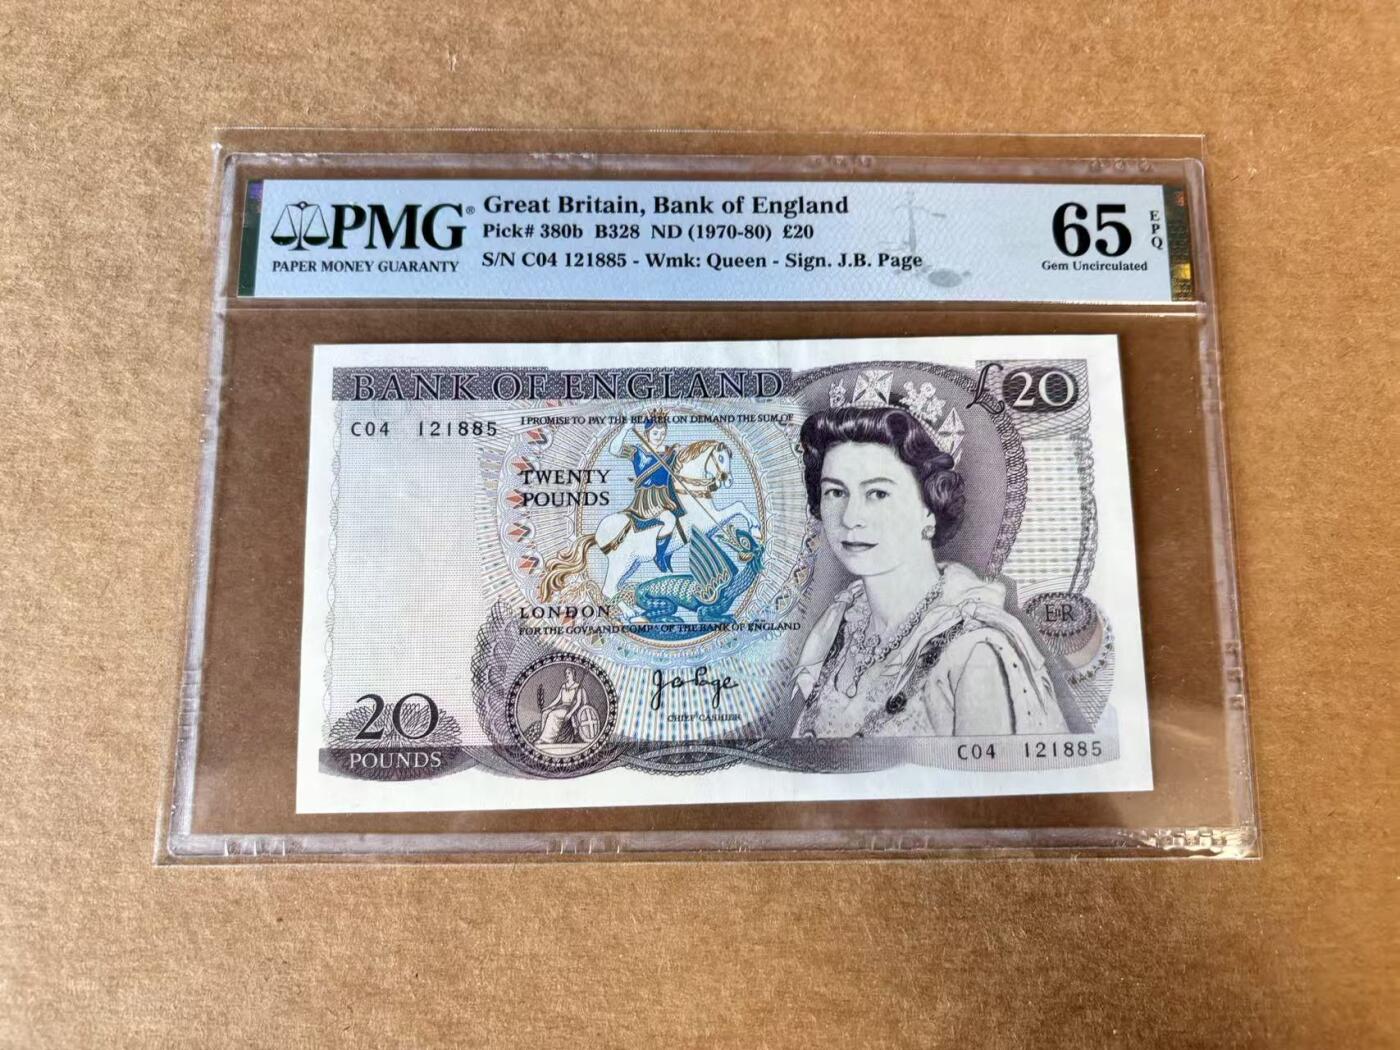 PMG®
PAPER MONEY GUARANTY
Great Britain, Bank of England
Pick# 380b B328 ND (1970-80) £20
S/N C04 121885 - Wmk: Queen - Sign. J.B. Page
65
EPQ
Gem Uncirculated
BANK OF ENGLAND
£20
C04 121885
I PROMISE TO PAY THE BEARER ON DEMAND THE SUM OF
TWENTY
POUNDS
LONDON
FOR THE GOVR AND COMPA OF THE BANK OF ENGLAND
EIIR
J B Page
CHIEF CASHIER
20
POUNDS
C04 121885